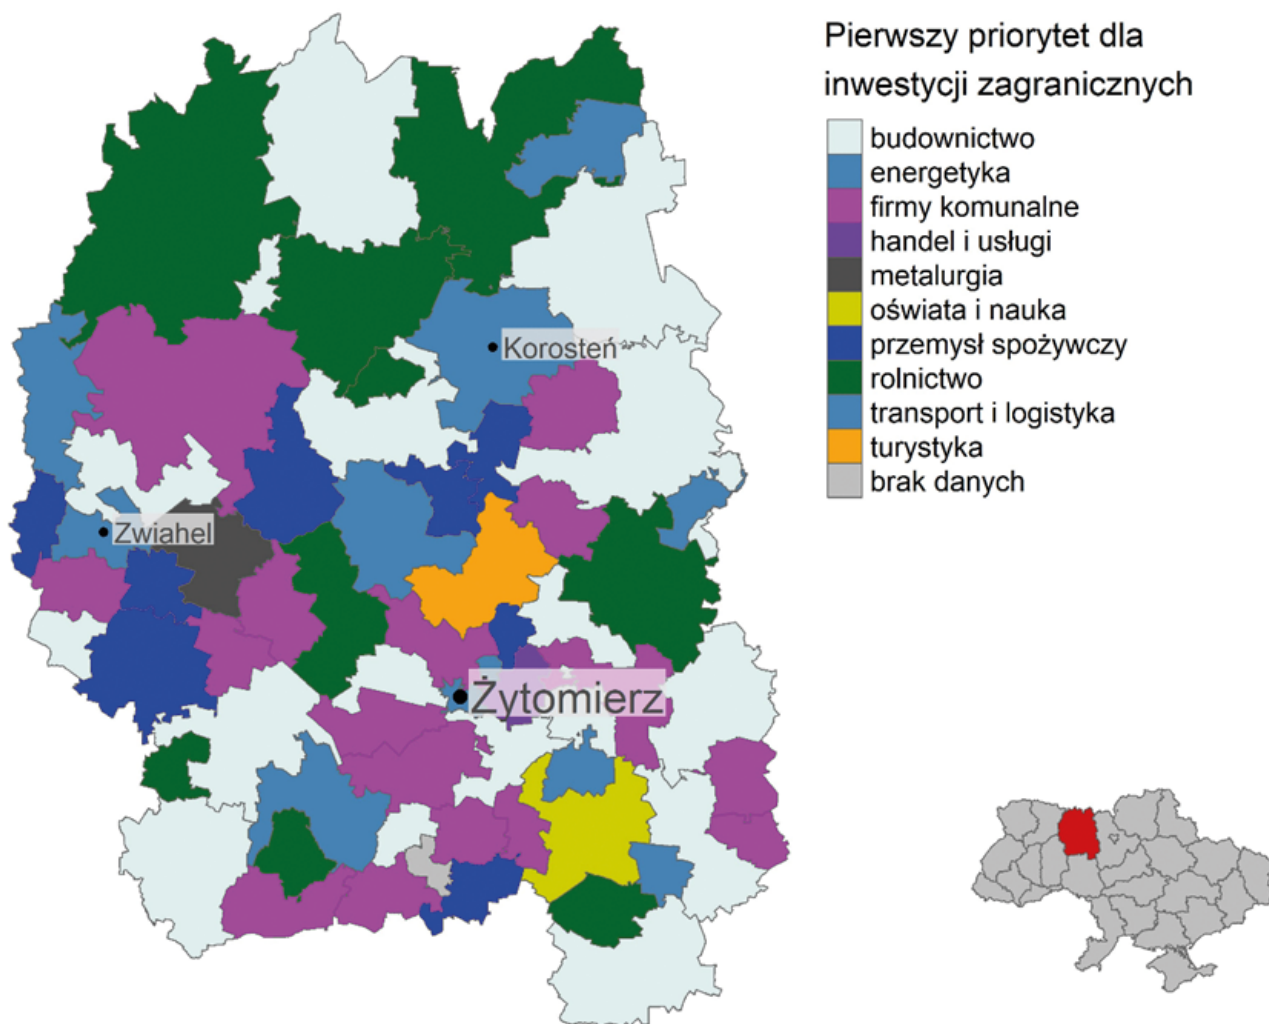 Pierwszy priorytet dla
inwestycji zagranicznych
budownictwo
energetyka
firmy komunalne
handel i usługi
metalurgia
oświata i nauka
przemysł spożywczy
rolnictwo
transport i logistyka
turystyka
brak danych
Korosteń
Zwiahel
Żytomierz